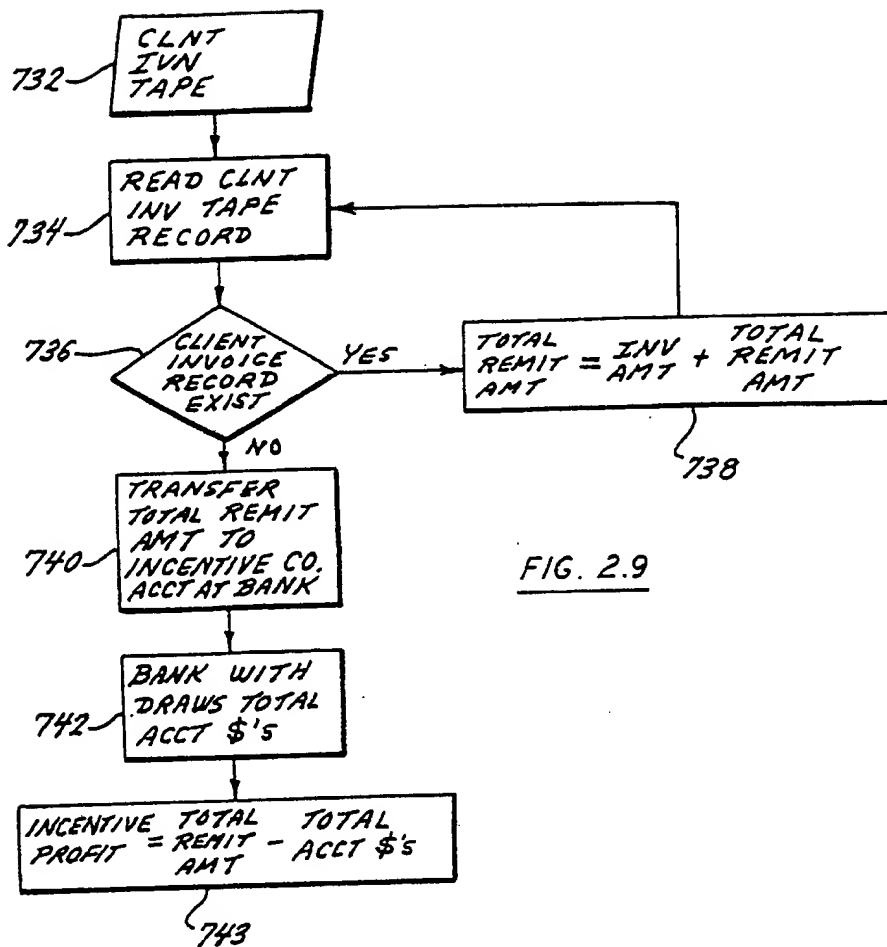 CLNT
IVN
TAPE
732
READ CLNT
INV TAPE
RECORD
734
CLIENT
INVOICE
RECORD
EXIST
736
YES
TOTAL
REMIT
AMT
=
INV
AMT
+
TOTAL
REMIT
AMT
738
NO
TRANSFER
TOTAL REMIT
AMT TO
INCENTIVE CO.
ACCT AT BANK
740
FIG. 2.9
BANK WITH
DRAWS TOTAL
ACCT $'s
742
INCENTIVE
PROFIT
=
TOTAL
REMIT
AMT
-
TOTAL
ACCT $'s
743